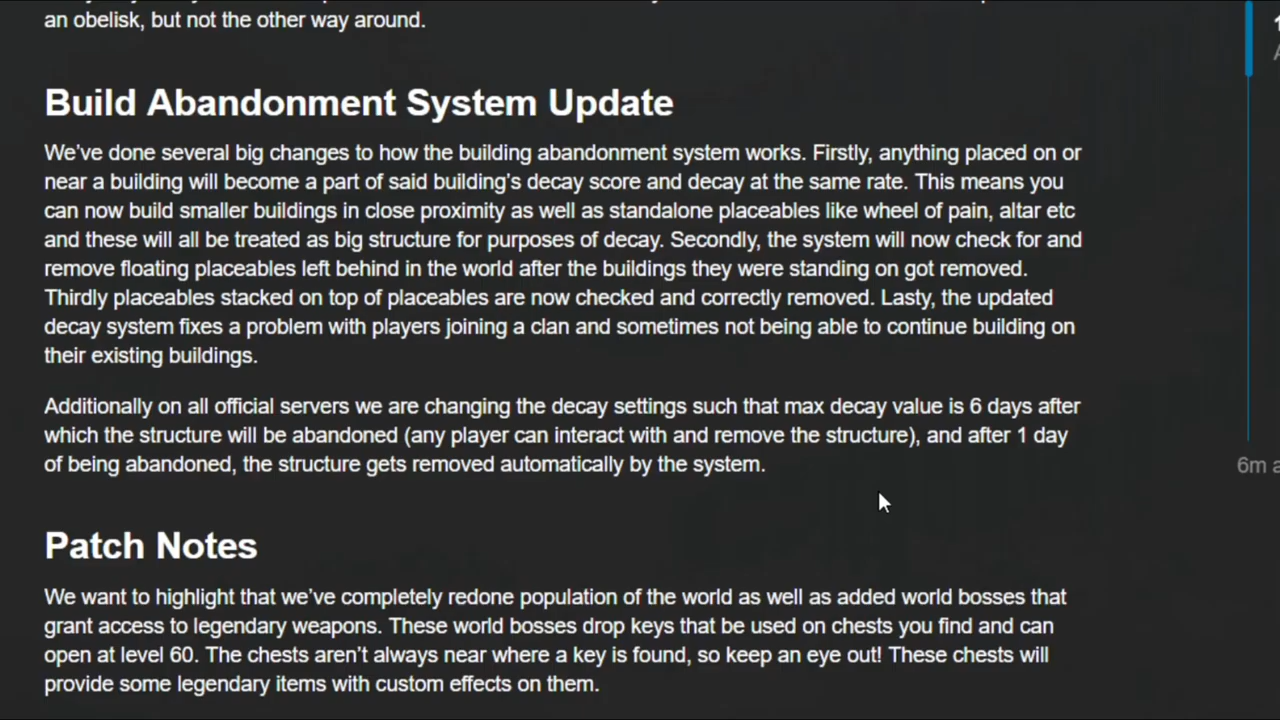 an obelisk, but not the other way around.
Build Abandonment System Update
We've done several big changes to how the building abandonment system works. Firstly, anything placed on or
near a building will become a part of said building's decay score and decay at the same rate. This means you
can now build smaller buildings in close proximity as well as standalone placeables like wheel of pain, altar etc
and these will all be treated as big structure for purposes of decay. Secondly, the system will now check for and
remove floating placeables left behind in the world after the buildings they were standing on got removed.
Thirdly placeables stacked on top of placeables are now checked and correctly removed. Lasty, the updated
decay system fixes a problem with players joining a clan and sometimes not being able to continue building on
their existing buildings.
Additionally on all official servers we are changing the decay settings such that max decay value is 6 days after
which the structure will be abandoned (any player can interact with and remove the structure), and after 1 day
of being abandoned, the structure gets removed automatically by the system.
6m
Patch Notes
We want to highlight that we've completely redone population of the world as well as added world bosses that
grant access to legendary weapons. These world bosses drop keys that be used on chests you find and can
open at level 60. The chests aren't always near where a key is found, so keep an eye out! These chests will
provide some legendary items with custom effects on them.